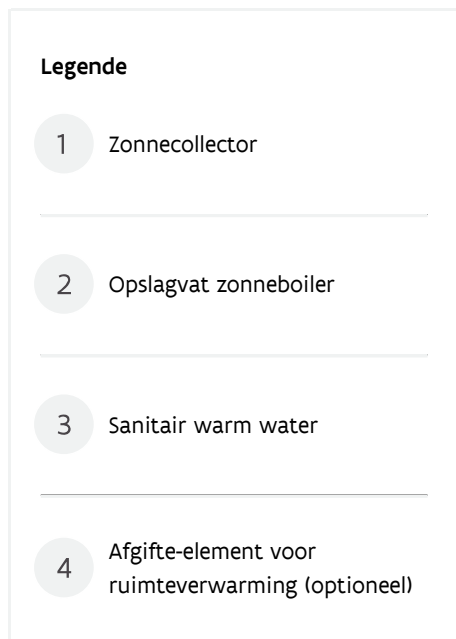 Legende
1 Zonnecollector
2 Opslagvat zonneboiler
3 Sanitair warm water
4 Afgifte-element voor
ruimteverwarming (optioneel)